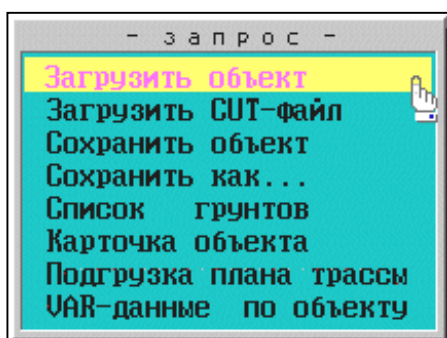 - запрос -
Загрузить объект
Загрузить CUT-файл
Сохранить объект
Сохранить как...
Список грунтов
Карточка объекта
Подгрузка плана трассы
VAR-данные по объекту